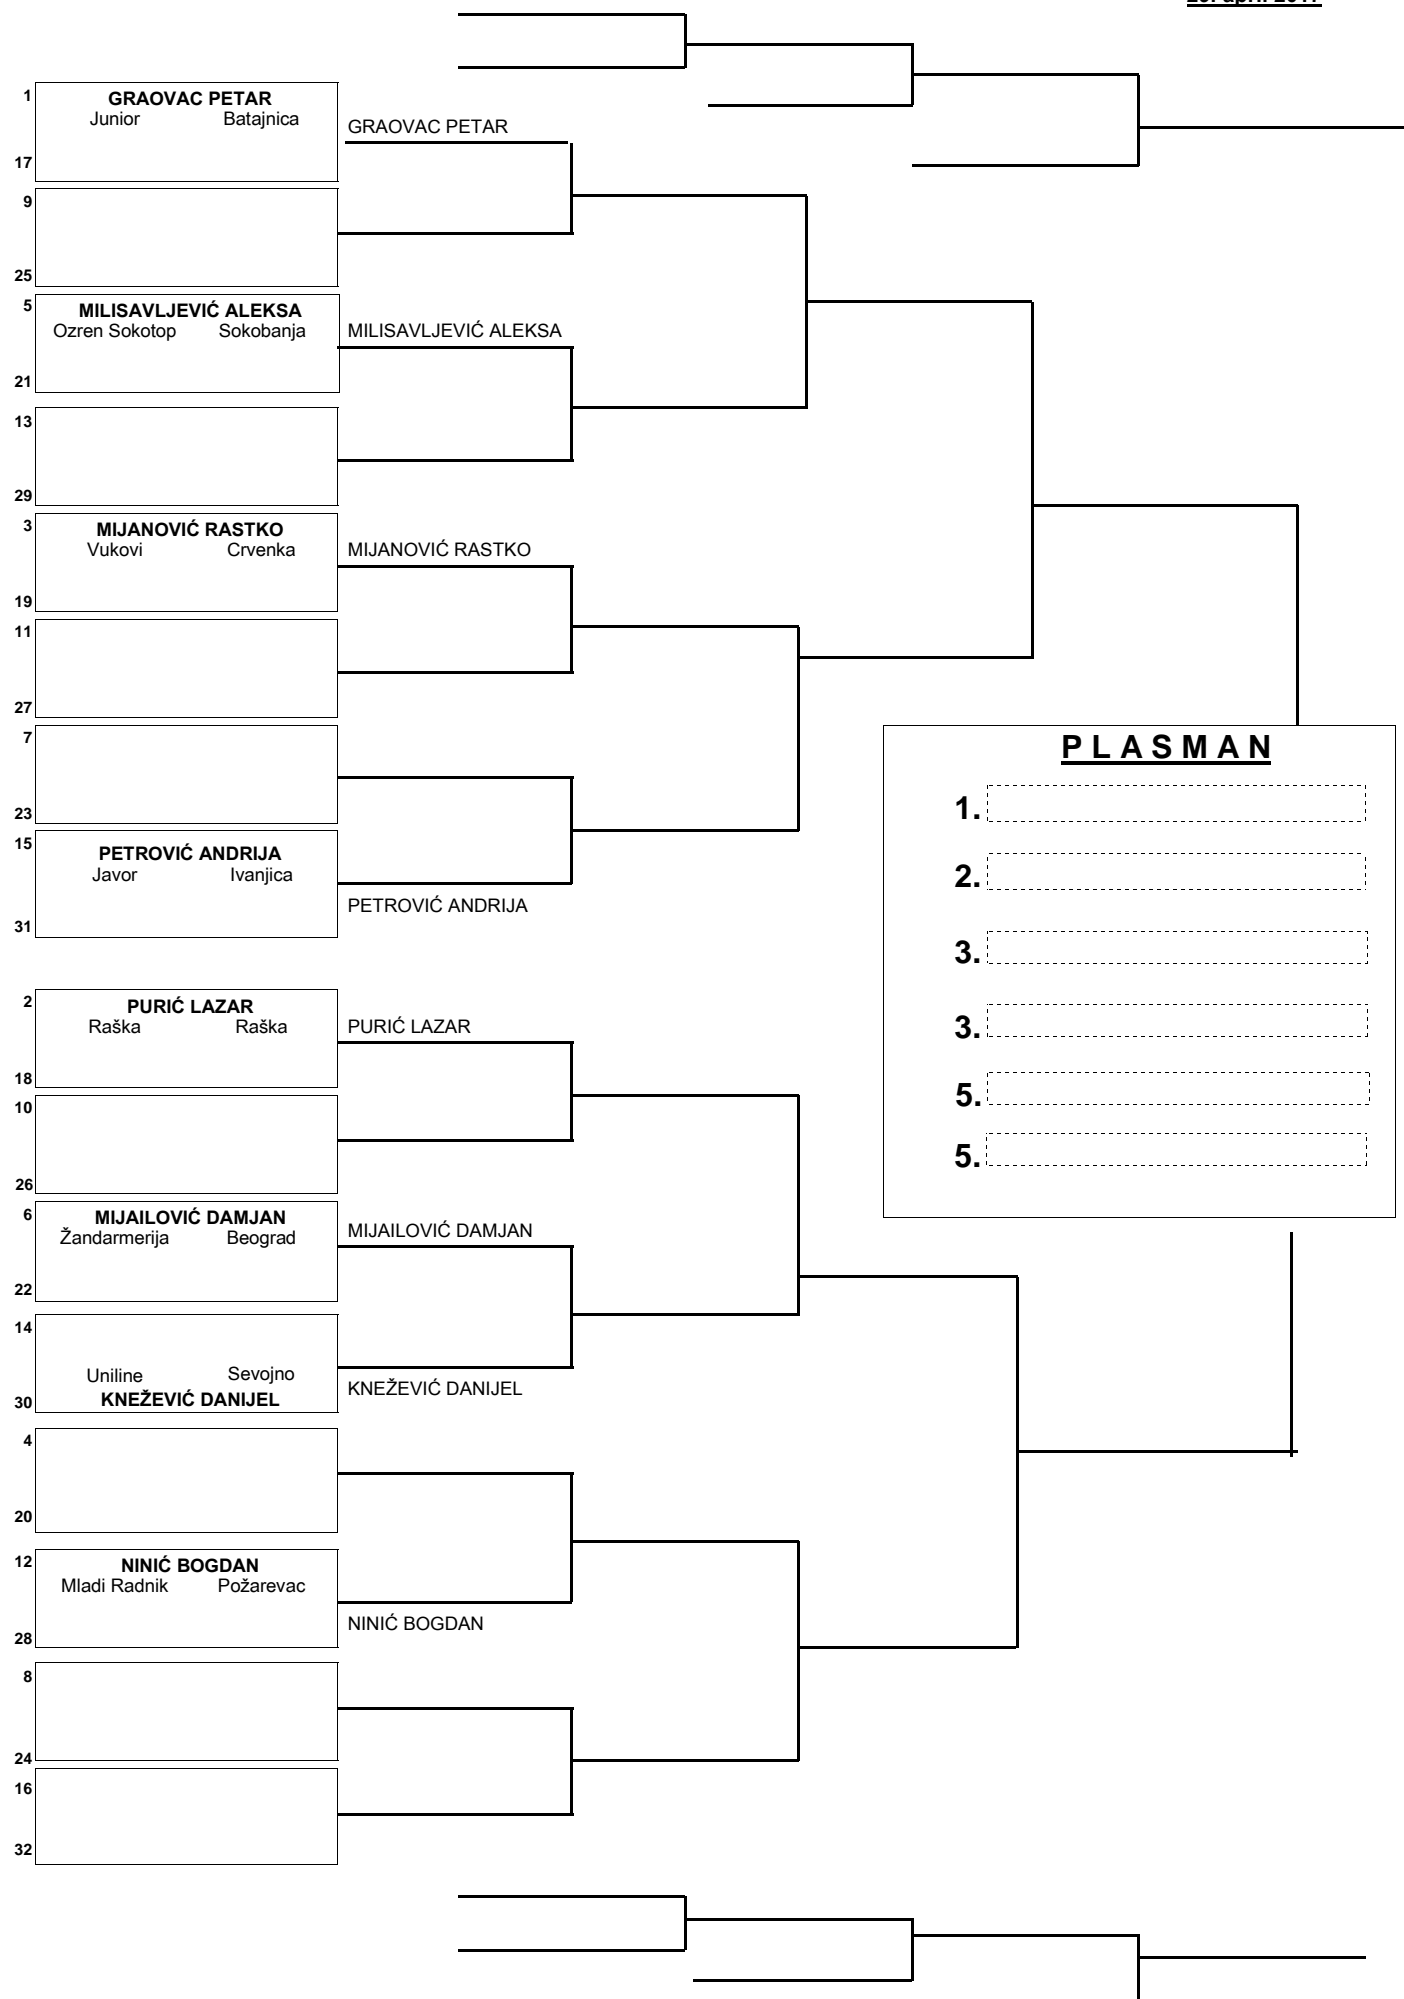 1
GRAOVAC PETAR
Junior Batajnica
GRAOVAC PETAR
17
9
25
5
MILISAVLJEVIĆ ALEKSA
Ozren Sokotop Sokobanja
MILISAVLJEVIĆ ALEKSA
21
13
29
3
MIJANOVIĆ RASTKO
Vukovi Crvenka
MIJANOVIĆ RASTKO
19
11
27
7
23
15
PETROVIĆ ANDRIJA
Javor Ivanjica
PETROVIĆ ANDRIJA
31
PLASMAN
1.
2.
3.
3.
5.
5.
2
PURIĆ LAZAR
Raška Raška
PURIĆ LAZAR
18
10
26
6
MIJAILOVIĆ DAMJAN
Žandarmerija Beograd
MIJAILOVIĆ DAMJAN
22
14
Uniline Sevojno
KNEŽEVIĆ DANIJEL
30
KNEŽEVIĆ DANIJEL
4
20
12
NINIĆ BOGDAN
Mladi Radnik Požarevac
NINIĆ BOGDAN
28
8
24
16
32